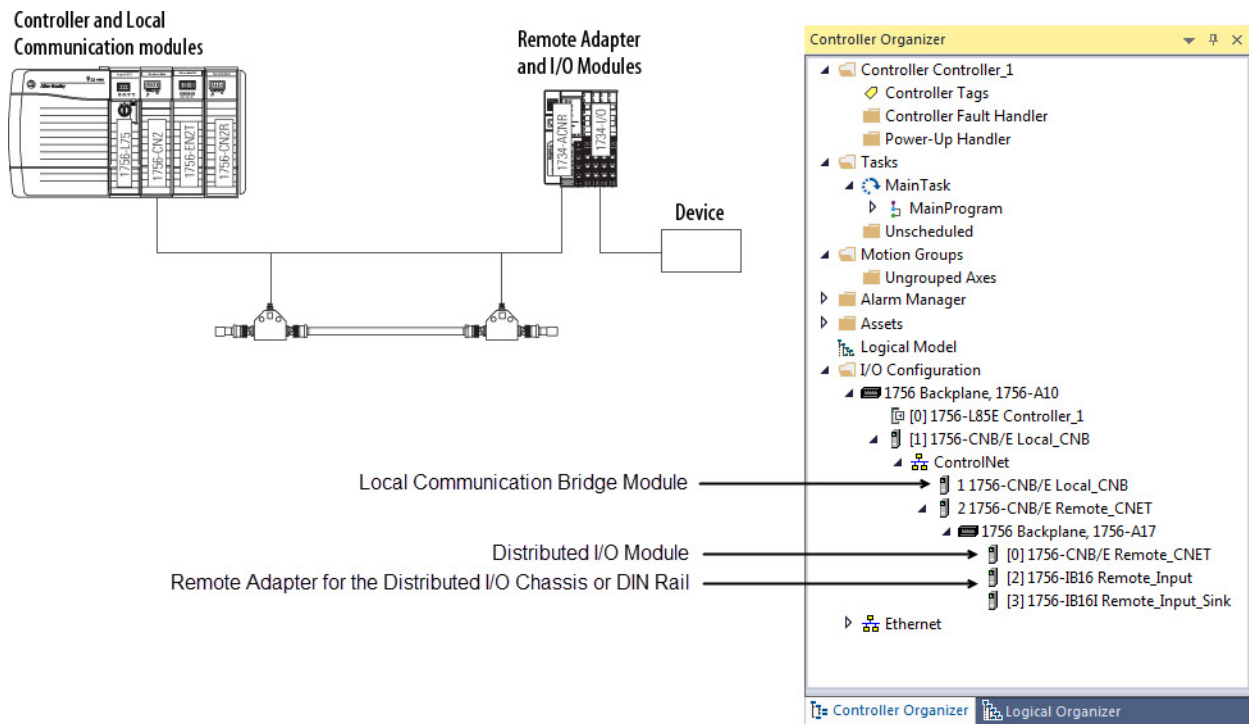 Controller and Local
Communication modules
Remote Adapter
and I/O Modules
Allen-Bradley
1756-L75
1756-CN2
1756-EN2T
1756-CN2R
1734-ACNR
1734-I/O
Device
Local Communication Bridge Module
Distributed I/O Module
Remote Adapter for the Distributed I/O Chassis or DIN Rail
Controller Organizer
Controller Controller_1
Controller Tags
Controller Fault Handler
Power-Up Handler
Tasks
MainTask
MainProgram
Unscheduled
Motion Groups
Ungrouped Axes
Alarm Manager
Assets
Logical Model
I/O Configuration
1756 Backplane, 1756-A10
[0] 1756-L85E Controller_1
[1] 1756-CNB/E Local_CNB
ControlNet
1 1756-CNB/E Local_CNB
2 1756-CNB/E Remote_CNET
1756 Backplane, 1756-A17
[0] 1756-CNB/E Remote_CNET
[2] 1756-IB16 Remote_Input
[3] 1756-IB16I Remote_Input_Sink
Ethernet
Controller Organizer
Logical Organizer